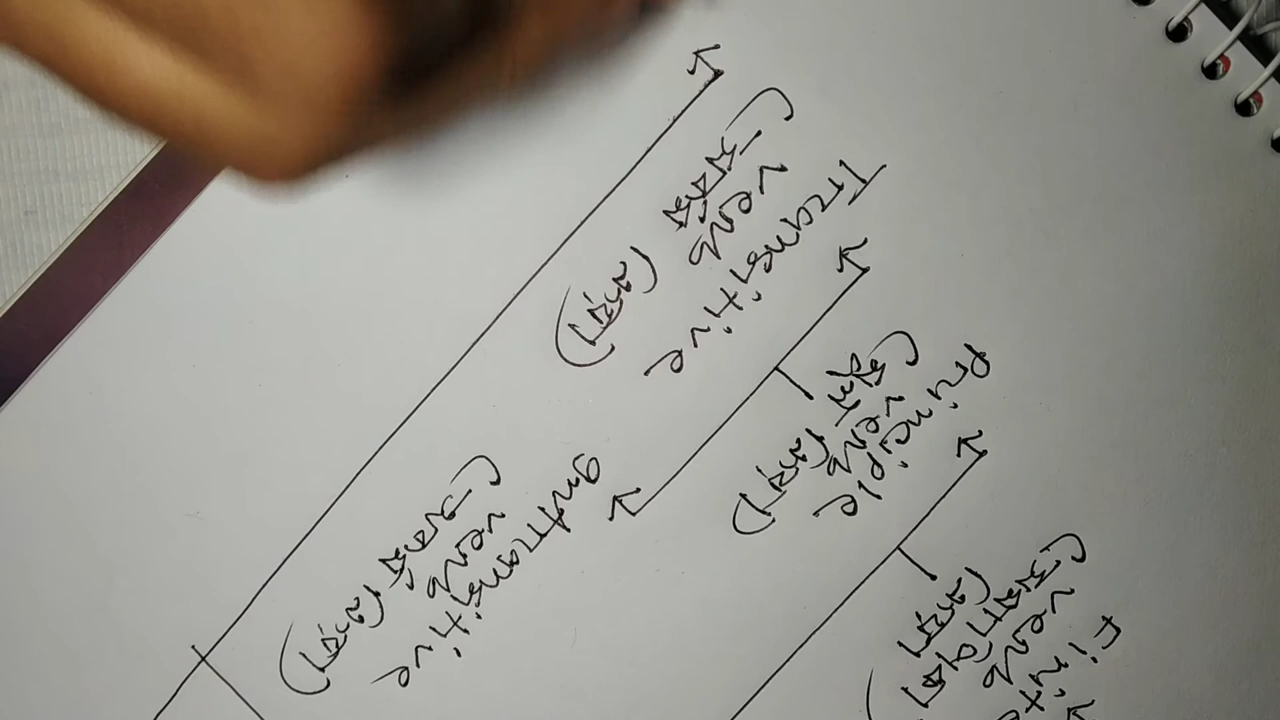 Finite
verb
(সমাপিকা
ক্রিয়া)
Principle
verb
ক্রিয়া)
Transitive
verb
(সকর্মক ক্রিয়া)
Intransitive
verb
(অকর্মক ক্রিয়া)